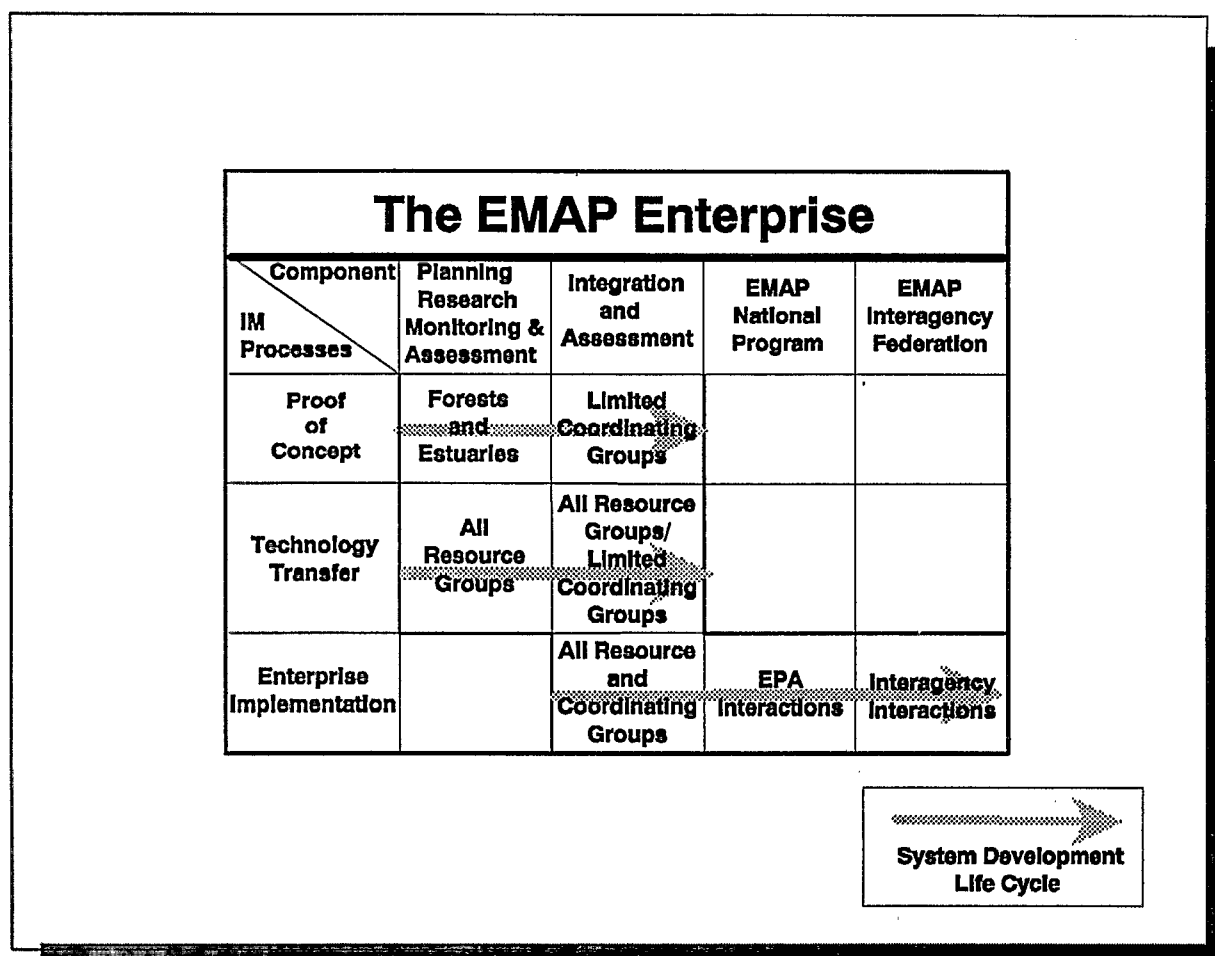 The EMAP Enterprise
Component
IM
Processes
Planning
Research
Monitoring &
Assessment
Integration
and
Assessment
EMAP
National
Program
EMAP
Interagency
Federation
Proof
of
Concept
Forests
and
Estuaries
Limited
Coordinating
Groups
Technology
Transfer
All
Resource
Groups
All Resource
Groups/
Limited
Coordinating
Groups
Enterprise
Implementation
All Resource
and
Coordinating
Groups
EPA
Interactions
Interagency
Interactions
System Development
Life Cycle